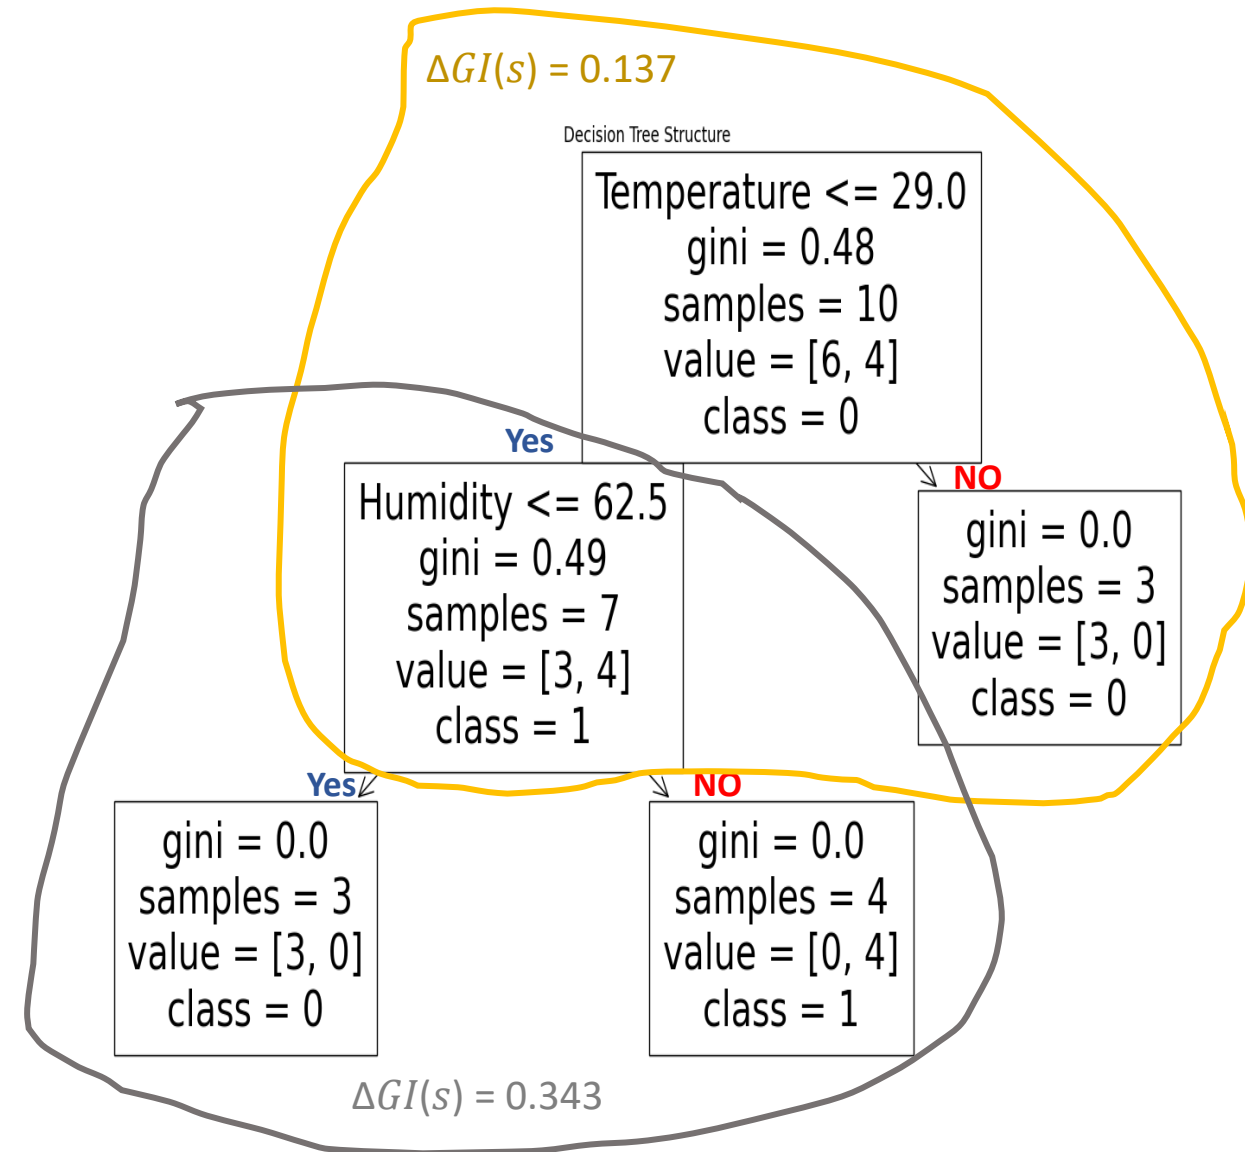 ΔGI(s) = 0.137
Decision Tree Structure
Temperature <= 29.0
gini = 0.48
samples = 10
value = [6, 4]
class = 0
Yes
NO
Humidity <= 62.5
gini = 0.49
samples = 7
value = [3, 4]
class = 1
gini = 0.0
samples = 3
value = [3, 0]
class = 0
Yes
NO
gini = 0.0
samples = 3
value = [3, 0]
class = 0
gini = 0.0
samples = 4
value = [0, 4]
class = 1
ΔGI(s) = 0.343